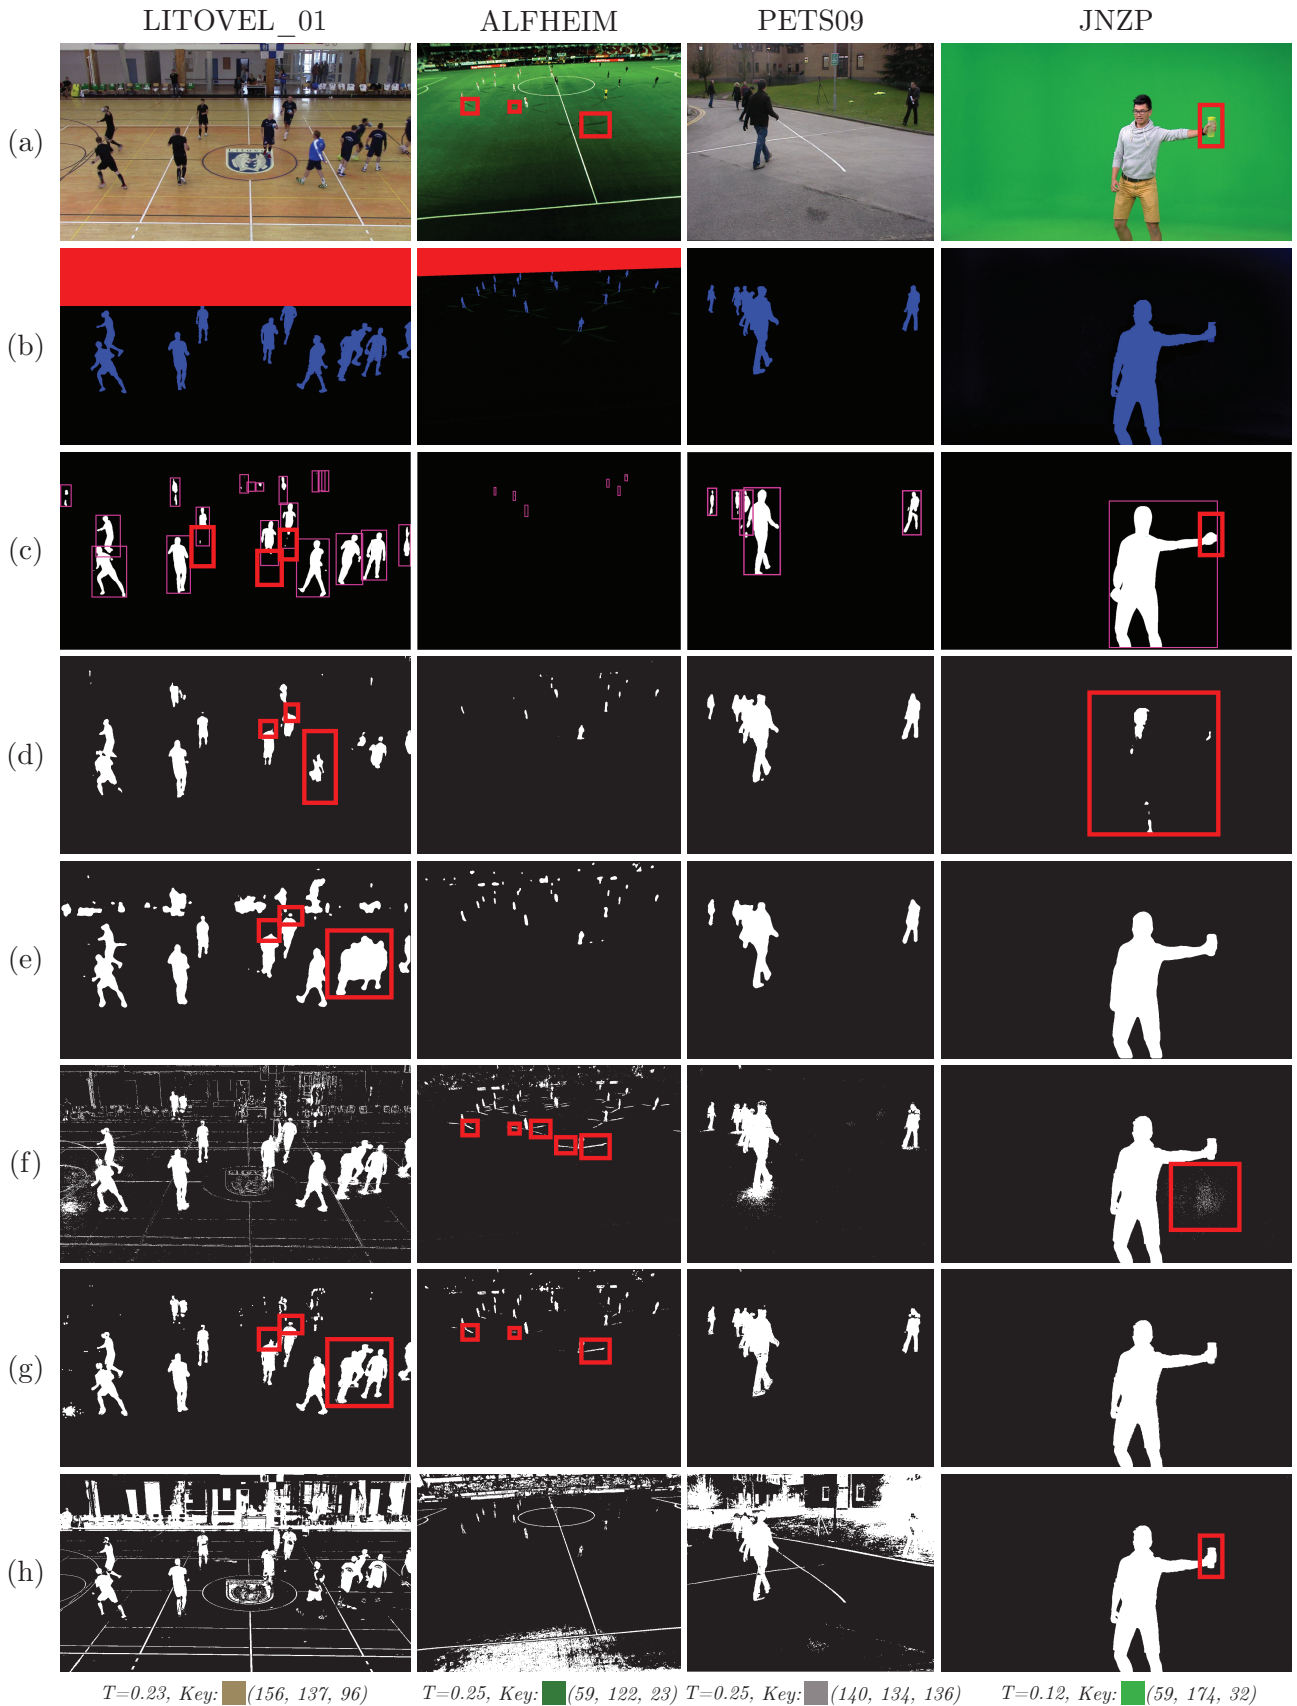 LITOVEL_01 ALFHEIM PETS09 JNZP
(a)
(b)
(c)
(d)
(e)
(f)
(g)
(h)
T=0.23, Key: (156, 137, 96) T=0.25, Key: (59, 122, 23) T=0.25, Key: (140, 134, 136) T=0.12, Key: (59, 174, 32)